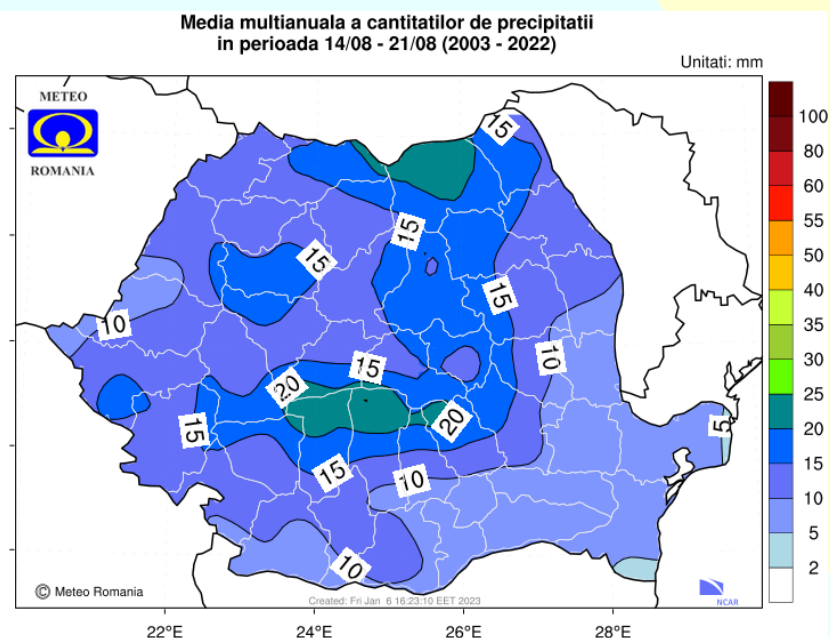 Media multianuala a cantitatilor de precipitatii
in perioada 14/08 - 21/08 (2003 - 2022)
Unitati: mm
METEO
ROMANIA
15
15
15
15
10
10
15
20
20
15
15
10
10
5
100
80
60
55
50
40
35
30
25
20
15
10
5
2
© Meteo Romania
Created: Fri Jan 6 16:23:10 EET 2023
NCAR
22°E
24°E
26°E
28°E